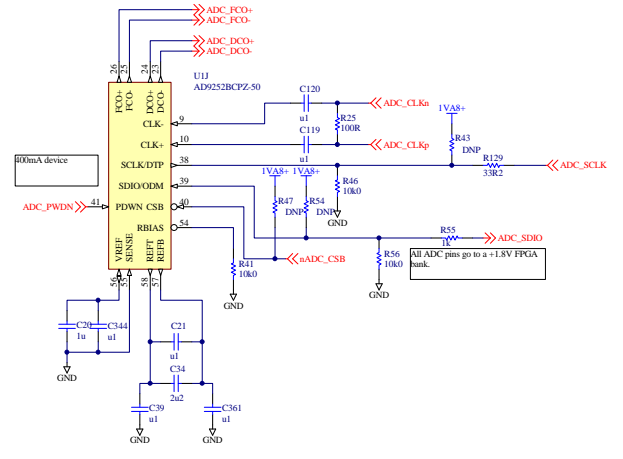 ADC_FCO+
ADC_FCO-
ADC_DCO+
ADC_DCO-
26
25
24
23
FCO+
FCO-
DCO+
DCO-
U1J
AD9252BCPZ-50
C120
u1
CLK-
9
ADC_CLKn
R25
100R
C119
u1
CLK+
10
ADC_CLKp
1VA8+
R43
DNP
400mA device
SCLK/DTP
38
R129
33R2
ADC_SCLK
SDIO/ODM
39
1VA8+
1VA8+
R46
10k0
GND
R47
DNP
R54
DNP
ADC_PWDN
41
PDWN
CSB
40
RBIAS
54
R55
1k
ADC_SDIO
nADC_CSB
R56
10k0
GND
All ADC pins go to a +1.8V FPGA
bank.
R41
10k0
GND
VREF
SENSE
REFT
REFB
56
55
58
57
C20
1u
C344
u1
GND
C21
u1
C34
2u2
C39
u1
GND
C361
u1
GND